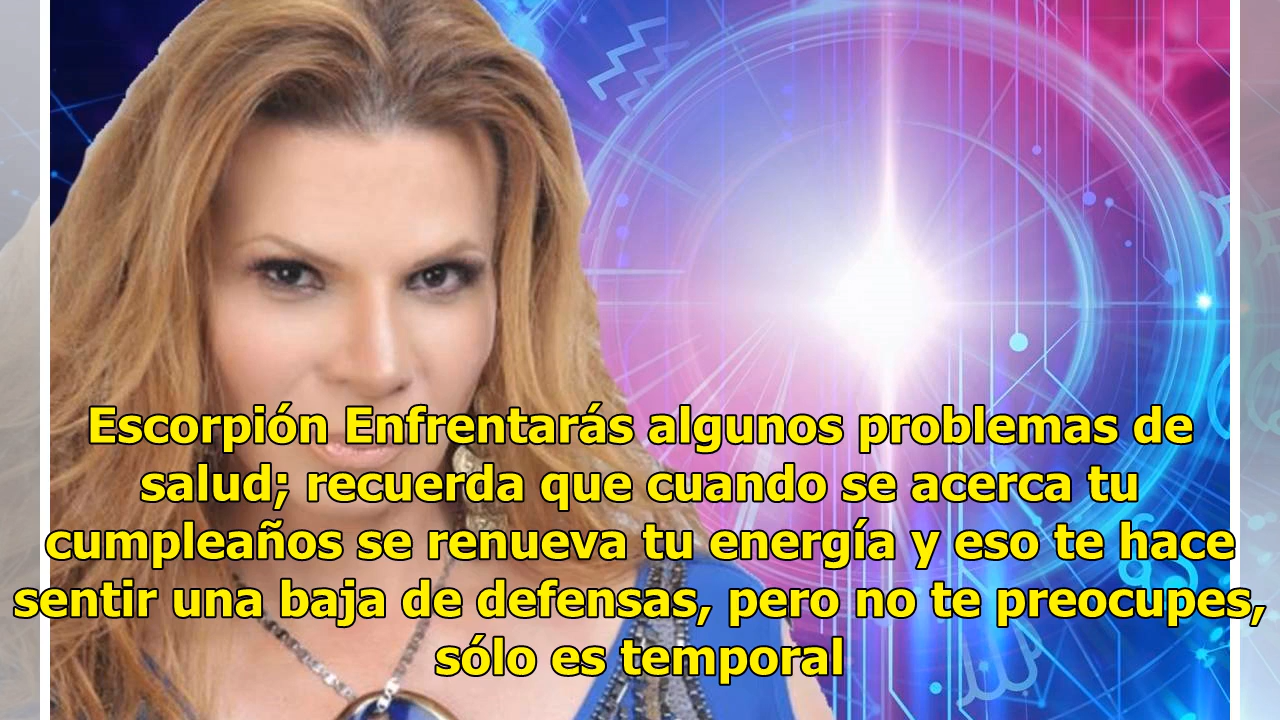 Escorpión Enfrentarás algunos problemas de
salud; recuerda que cuando se acerca tu
cumpleaños se renueva tu energía y eso te hace
sentir una baja de defensas, pero no te preocupes,
sólo es temporal